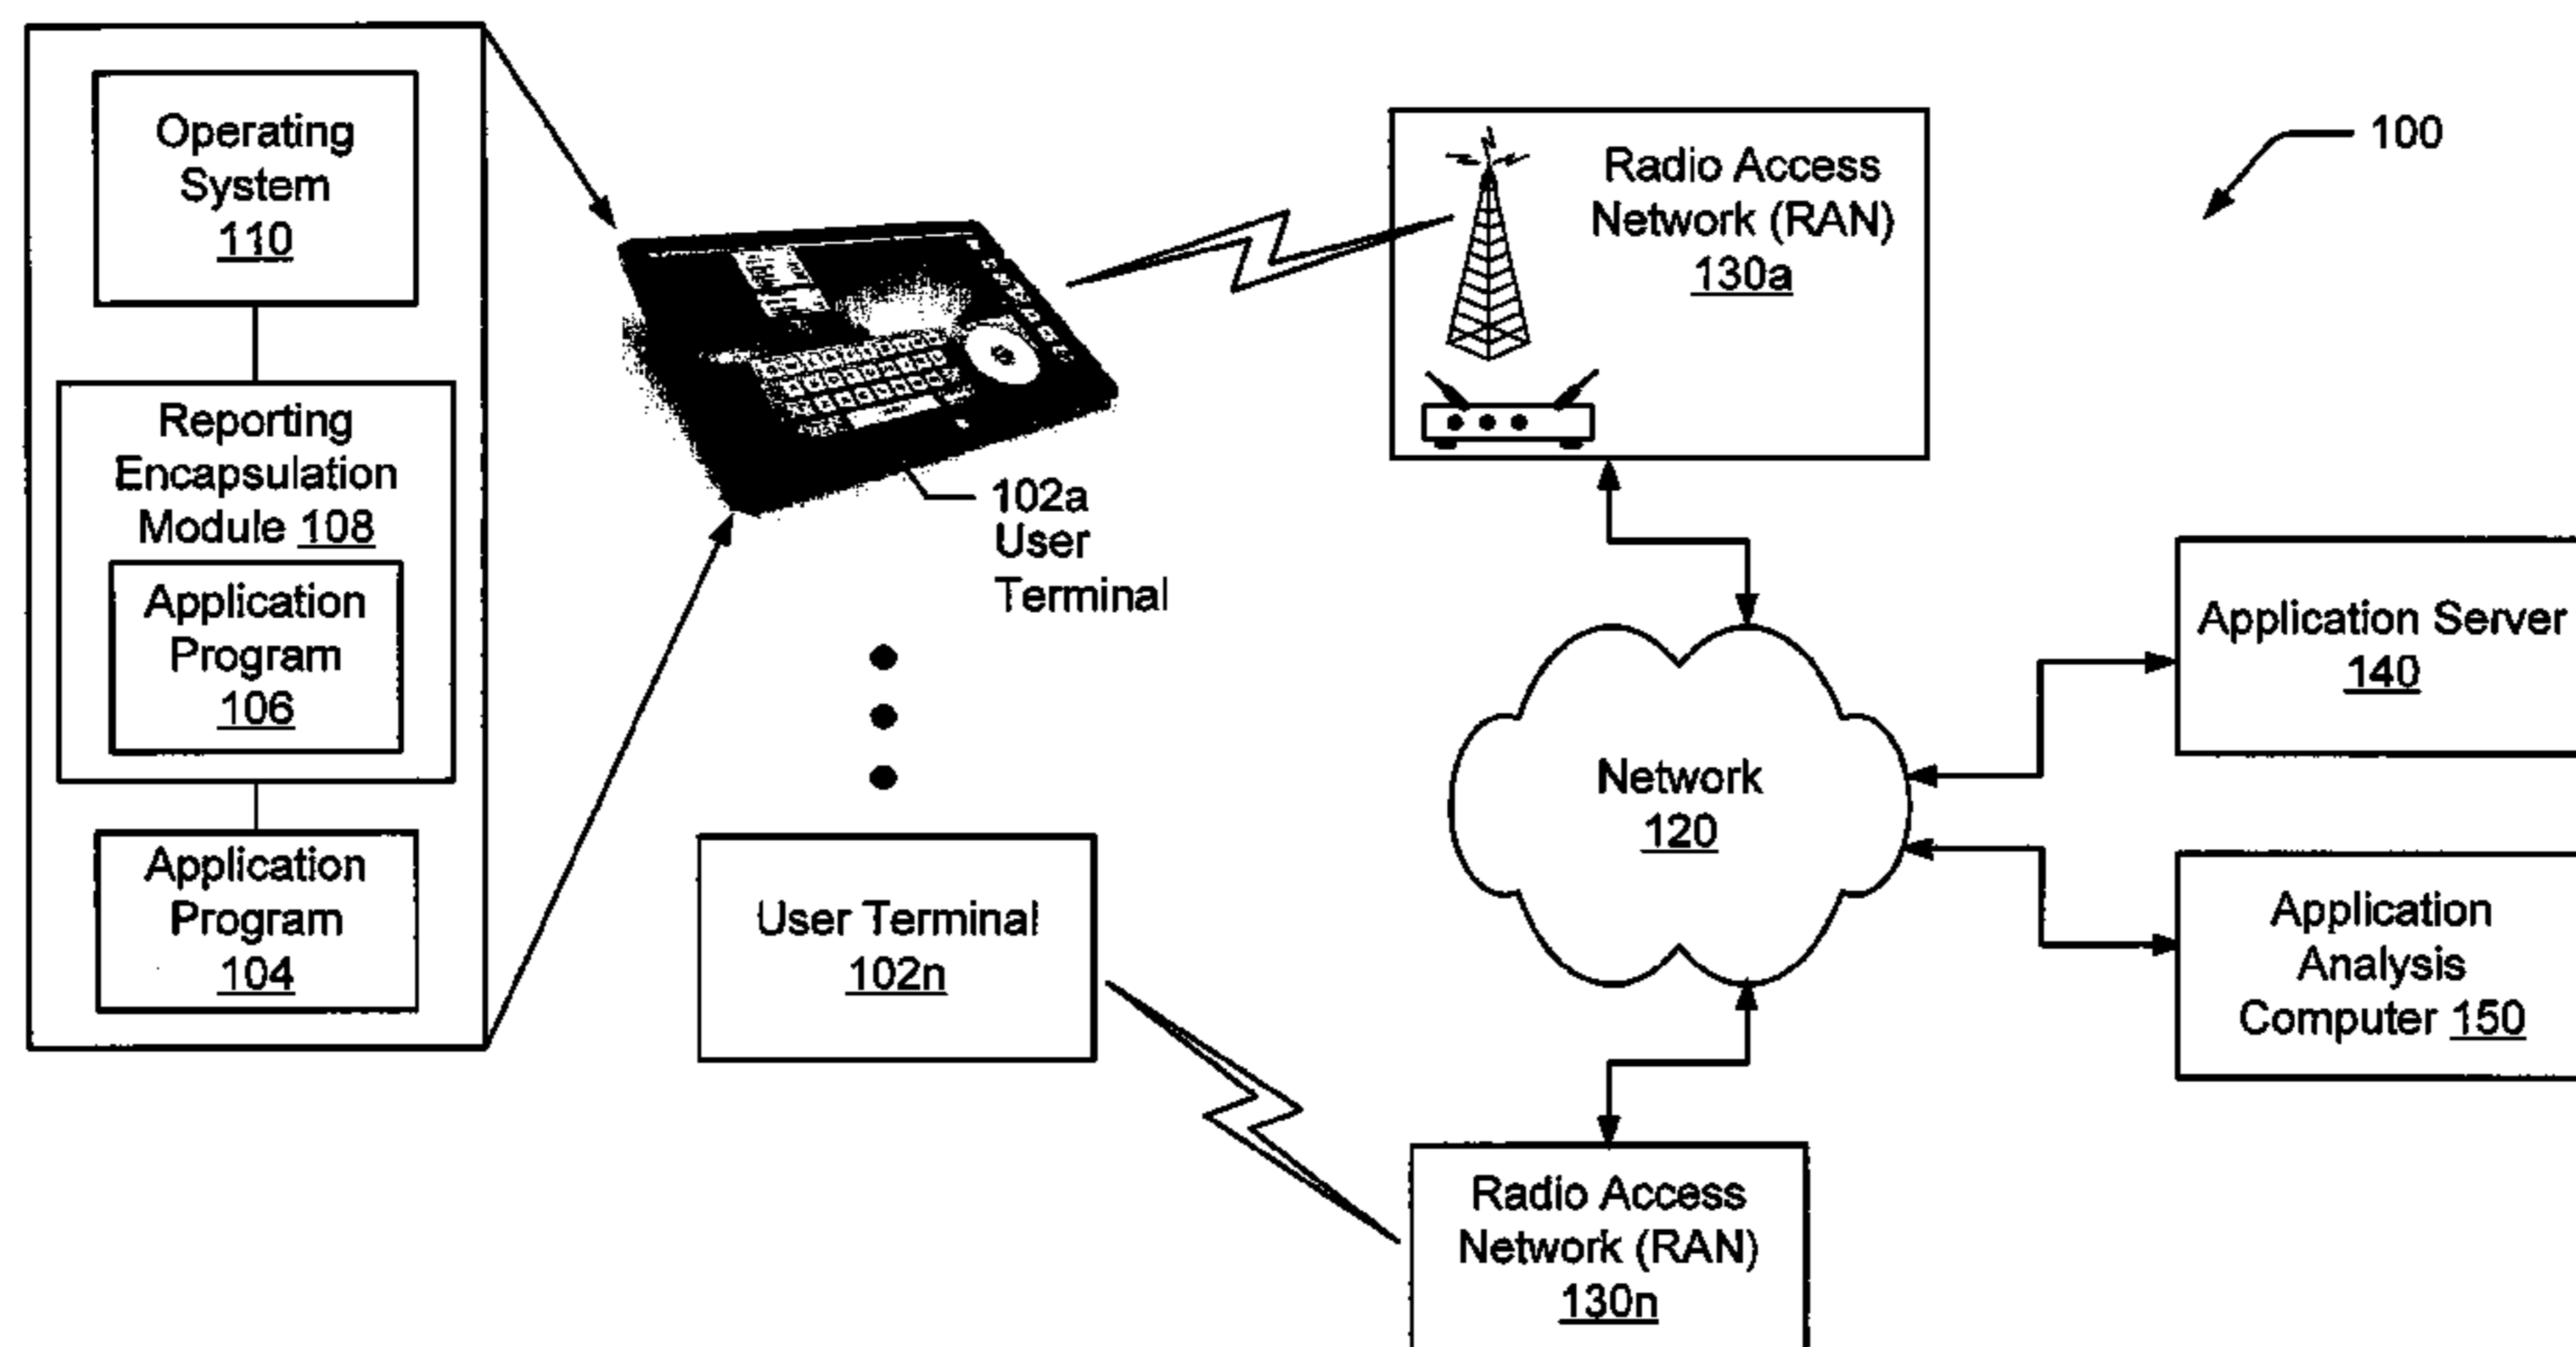 Operating
System
110
Reporting
Encapsulation
Module 108
Application
Program
106
Application
Program
104
102a
User
Terminal
User Terminal
102n
Radio Access
Network (RAN)
130a
100
Network
120
Application Server
140
Application
Analysis
Computer 150
Radio Access
Network (RAN)
130n